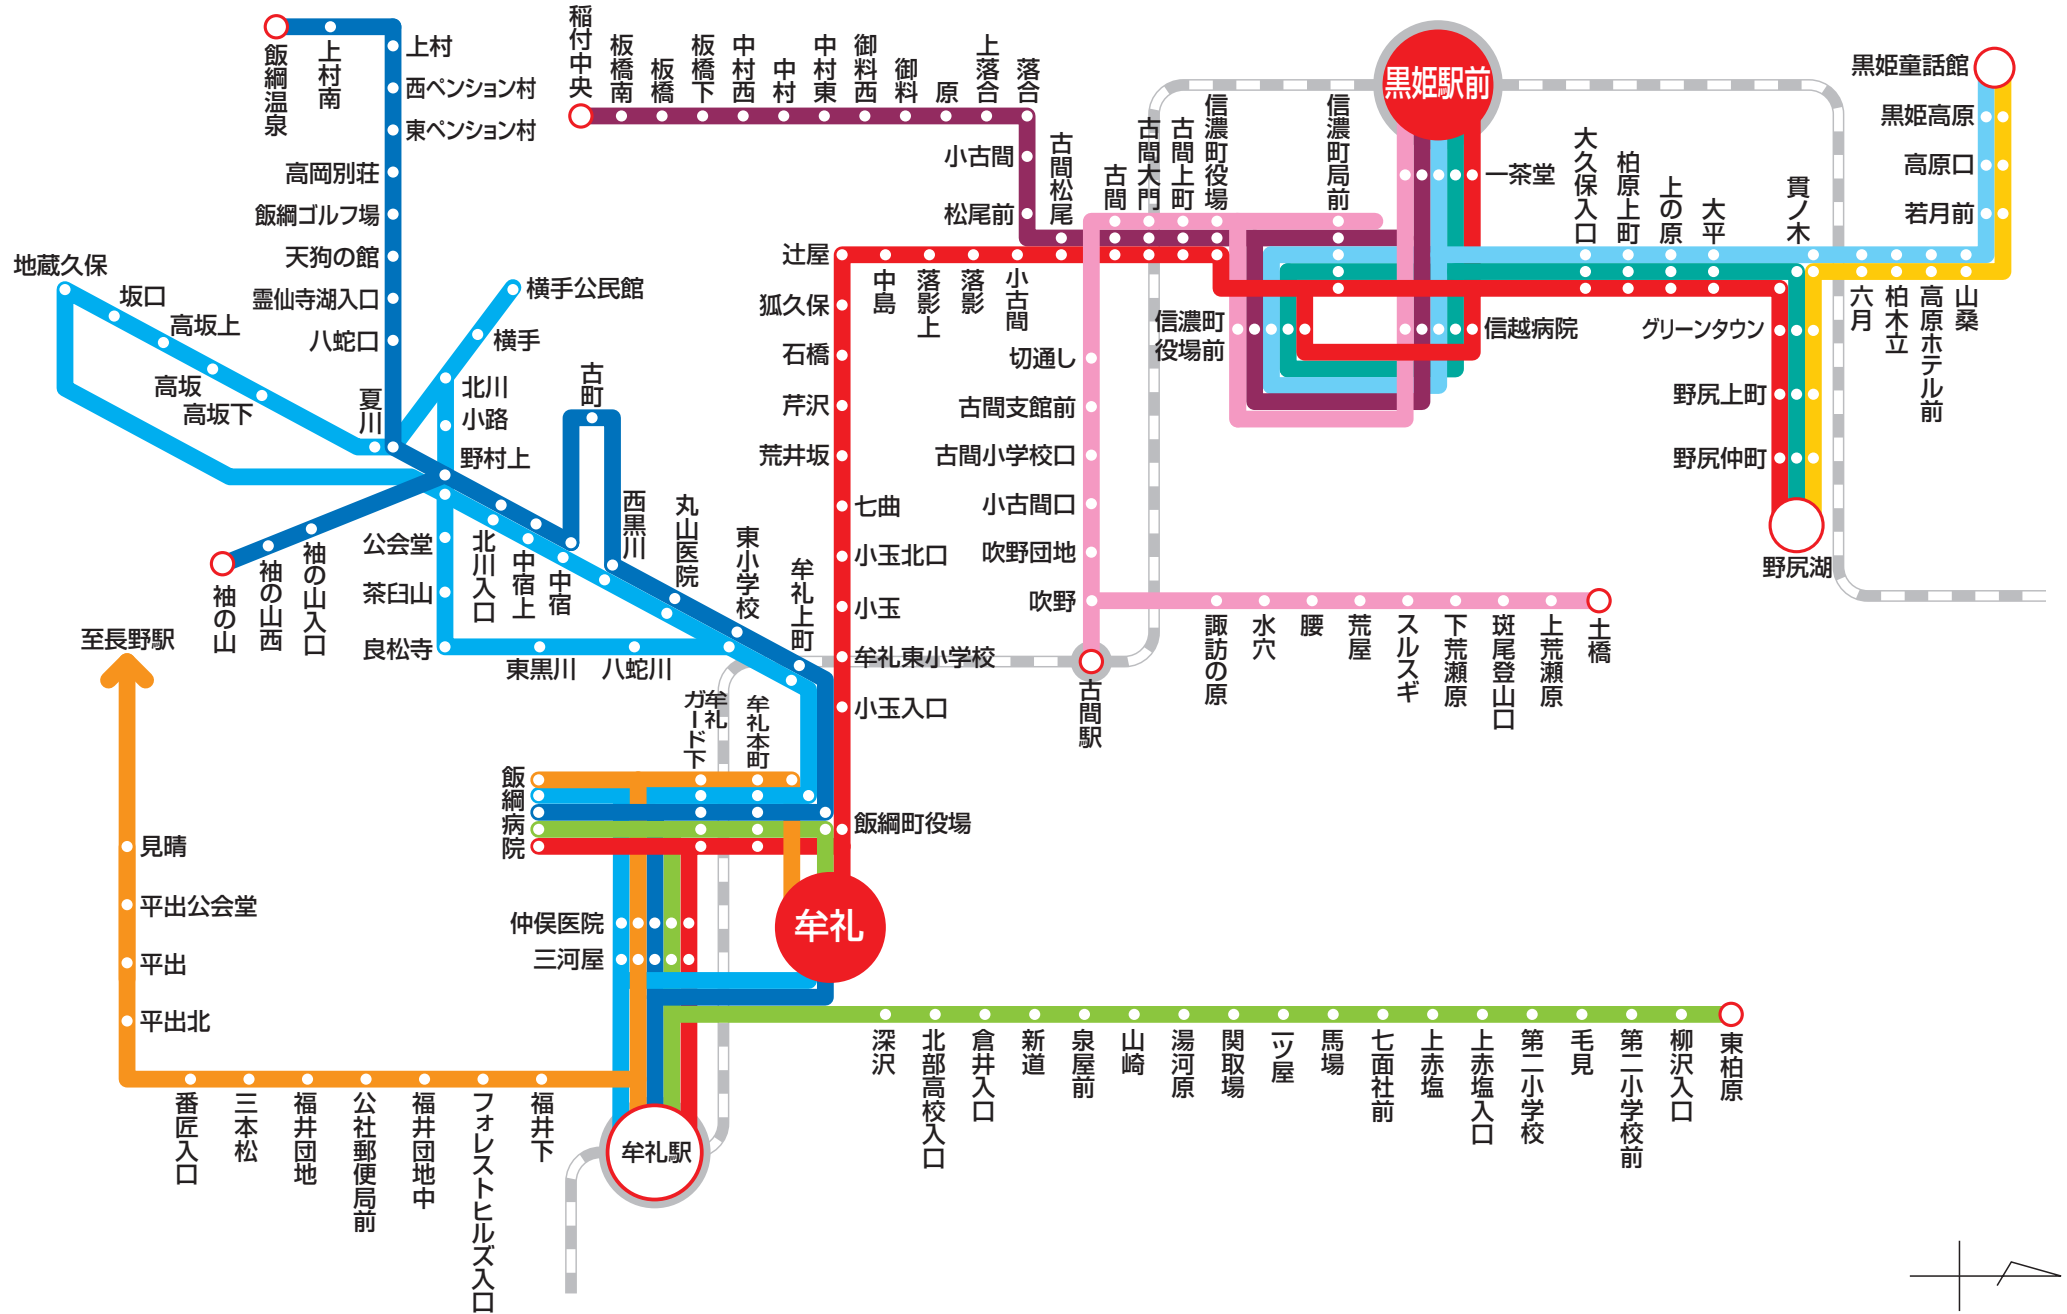 飯綱温泉
上村南
上村
西ペンション村
東ペンション村
高岡別荘
飯綱ゴルフ場
天狗の館
霊仙寺湖入口
八蛇口
夏川
地蔵久保
坂口
高坂上
高坂
高坂下
横手公民館
横手
北川
小路
野村上
古町
公会堂
茶臼山
良松寺
北川入口
中宿上
中宿
西黒川
丸山医院
東小学校
牟礼上町
東黒川
八蛇川
袖の山
袖の山西
袖の山入口
稲付中央
板橋南
板橋
板橋下
中村西
中村
中村東
御料西
御料
原
上落合
落合
小古間
松尾前
古間松尾
古間
古間大門
古間上町
信濃町役場
信濃町局前
黒姫駅前
一茶堂
信濃町
役場前
信越病院
大久保入口
柏原上町
上の原
大平
貫ノ木
六月
柏木立
高原ホテル前
山桑
黒姫童話館
黒姫高原
高原口
若月前
グリーンタウン
野尻上町
野尻仲町
野尻湖
辻屋
中島
落影上
落影
小古間
狐久保
石橋
芹沢
荒井坂
七曲
小玉北口
小玉
牟礼東小学校
小玉入口
飯綱町役場
切通し
古間支館前
古間小学校口
小古間口
吹野団地
吹野
古間駅
諏訪の原
水穴
腰
荒屋
スルスギ
下荒瀬原
斑尾登山口
上荒瀬原
土橋
至長野駅
見晴
平出公会堂
平出
平出北
番匠入口
三本松
福井団地
公社郵便局前
福井団地中
フォレストヒルズ入口
福井下
飯綱病院
牟礼
ガード下
牟礼本町
仲俣医院
三河屋
牟礼
牟礼駅
深沢
北部高校入口
倉井入口
新道
泉屋前
山崎
湯河原
関取場
一ツ屋
馬場
七面社前
上赤塩
上赤塩入口
第二小学校
毛見
第二小学校前
柳沢入口
東柏原